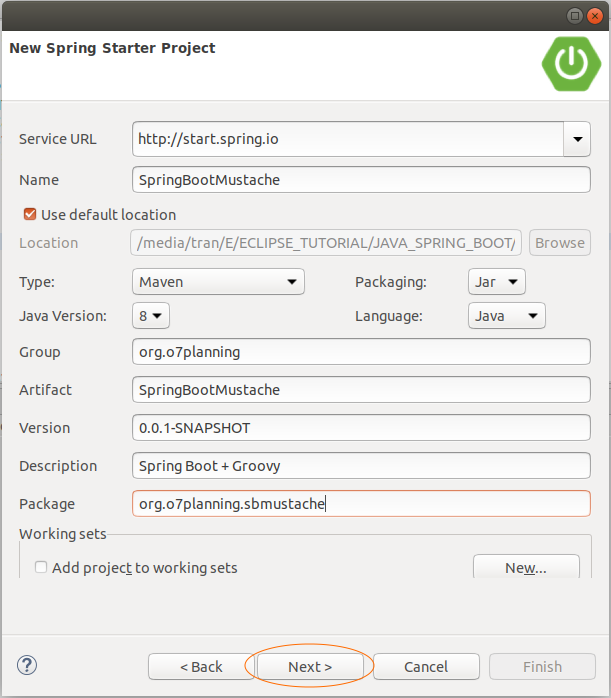 New Spring Starter Project
Service URL http://start.spring.io
Name SpringBootMustache
Use default location
Location /media/tran/E/ECLIPSE_TUTORIAL/JAVA_SPRING_BOOT/ Browse
Type: Maven Packaging: Jar
Java Version: 8 Language: Java
Group org.o7planning
Artifact SpringBootMustache
Version 0.0.1-SNAPSHOT
Description Spring Boot + Groovy
Package org.o7planning.sbmustache
Working sets
Add project to working sets New...
? < Back Next > Cancel Finish